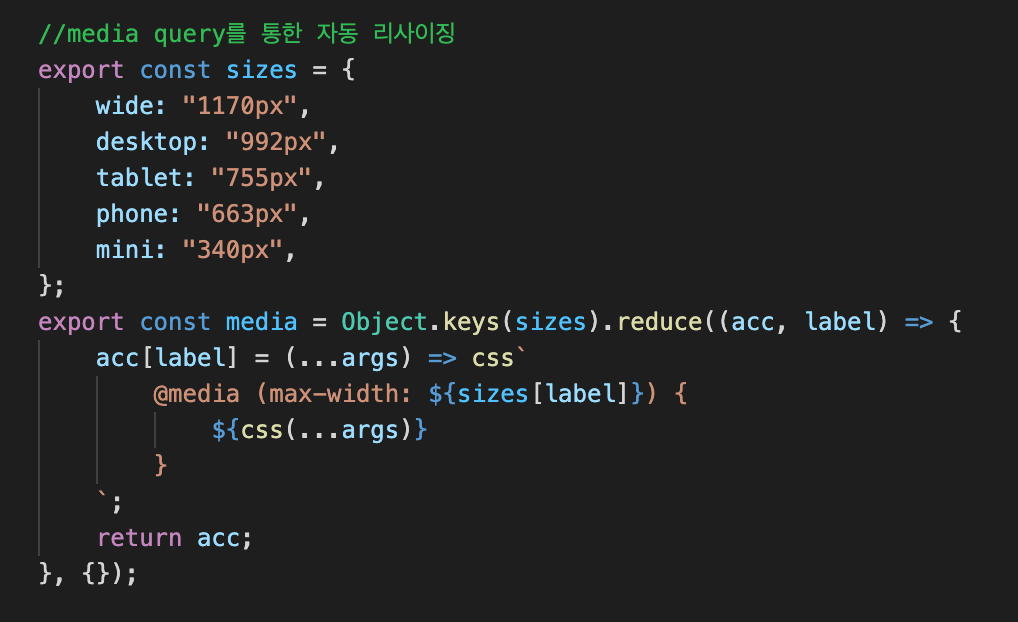 //media query를 통한 자동 리사이징
export const sizes = {
    wide: "1170px",
    desktop: "992px",
    tablet: "755px",
    phone: "663px",
    mini: "340px",
};
export const media = Object.keys(sizes).reduce((acc, label) => {
    acc[label] = (...args) => css`
        @media (max-width: ${sizes[label]}) {
            ${css(...args)}
        }
    `;
    return acc;
}, {});